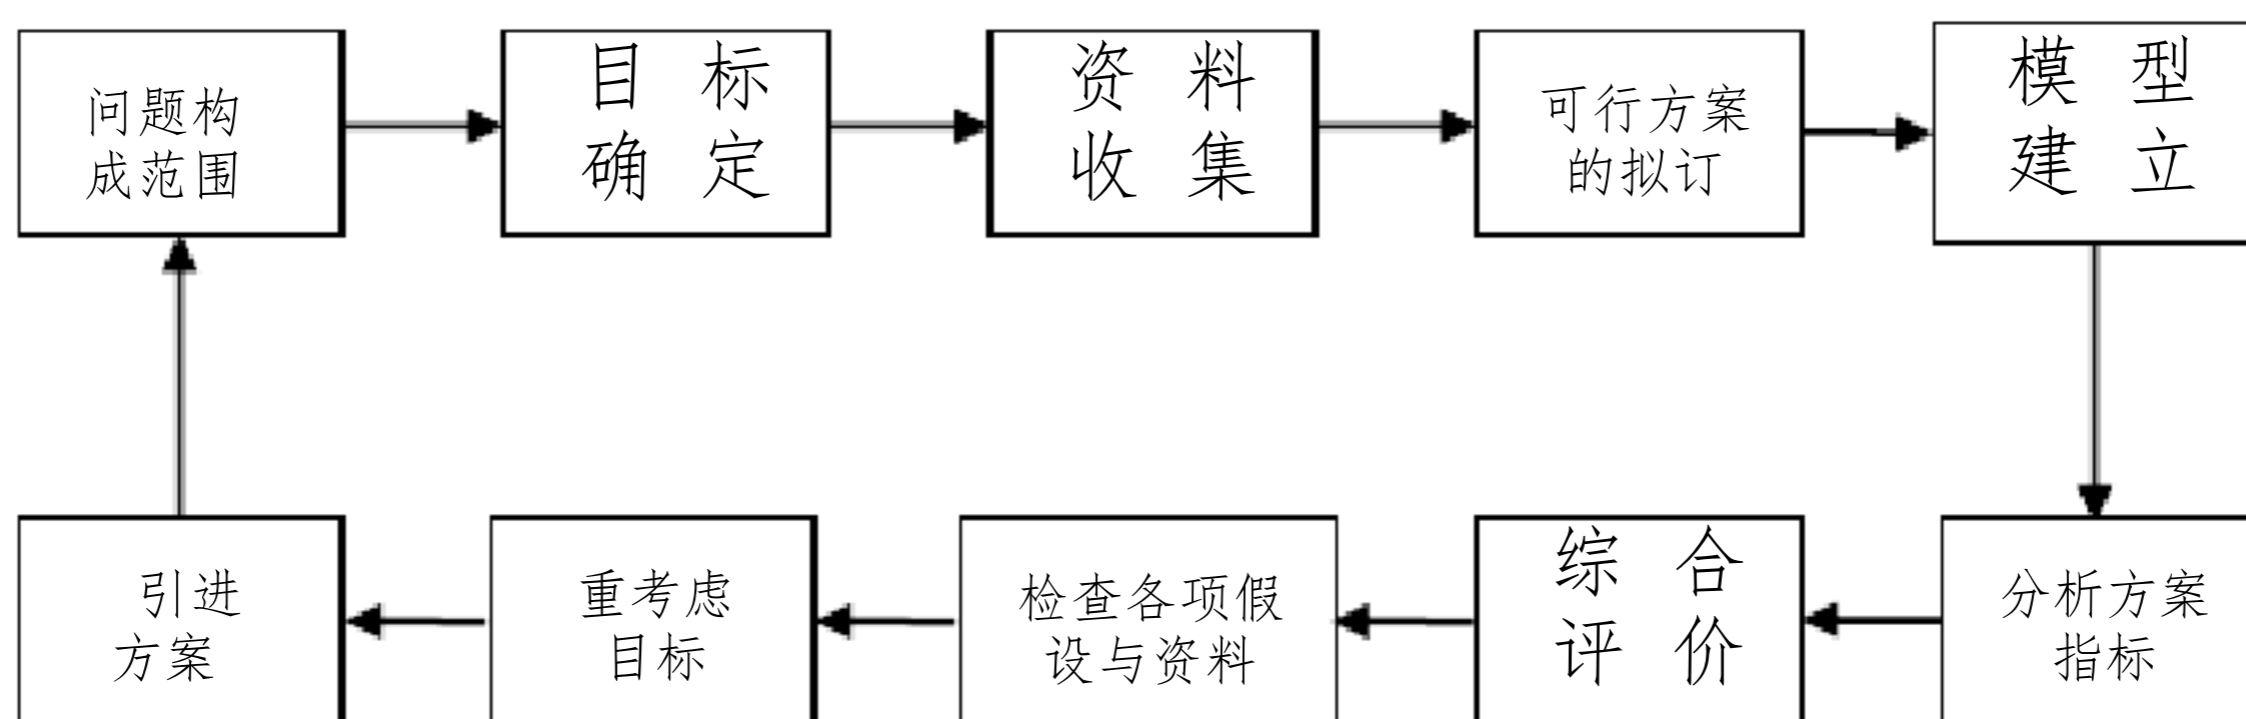 问题构
成范围
目 标
确 定
资 料
收 集
可行方案
的拟订
模 型
建 立
引进
方案
重考虑
目标
检查各项假
设与资料
综 合
评 价
分析方案
指标